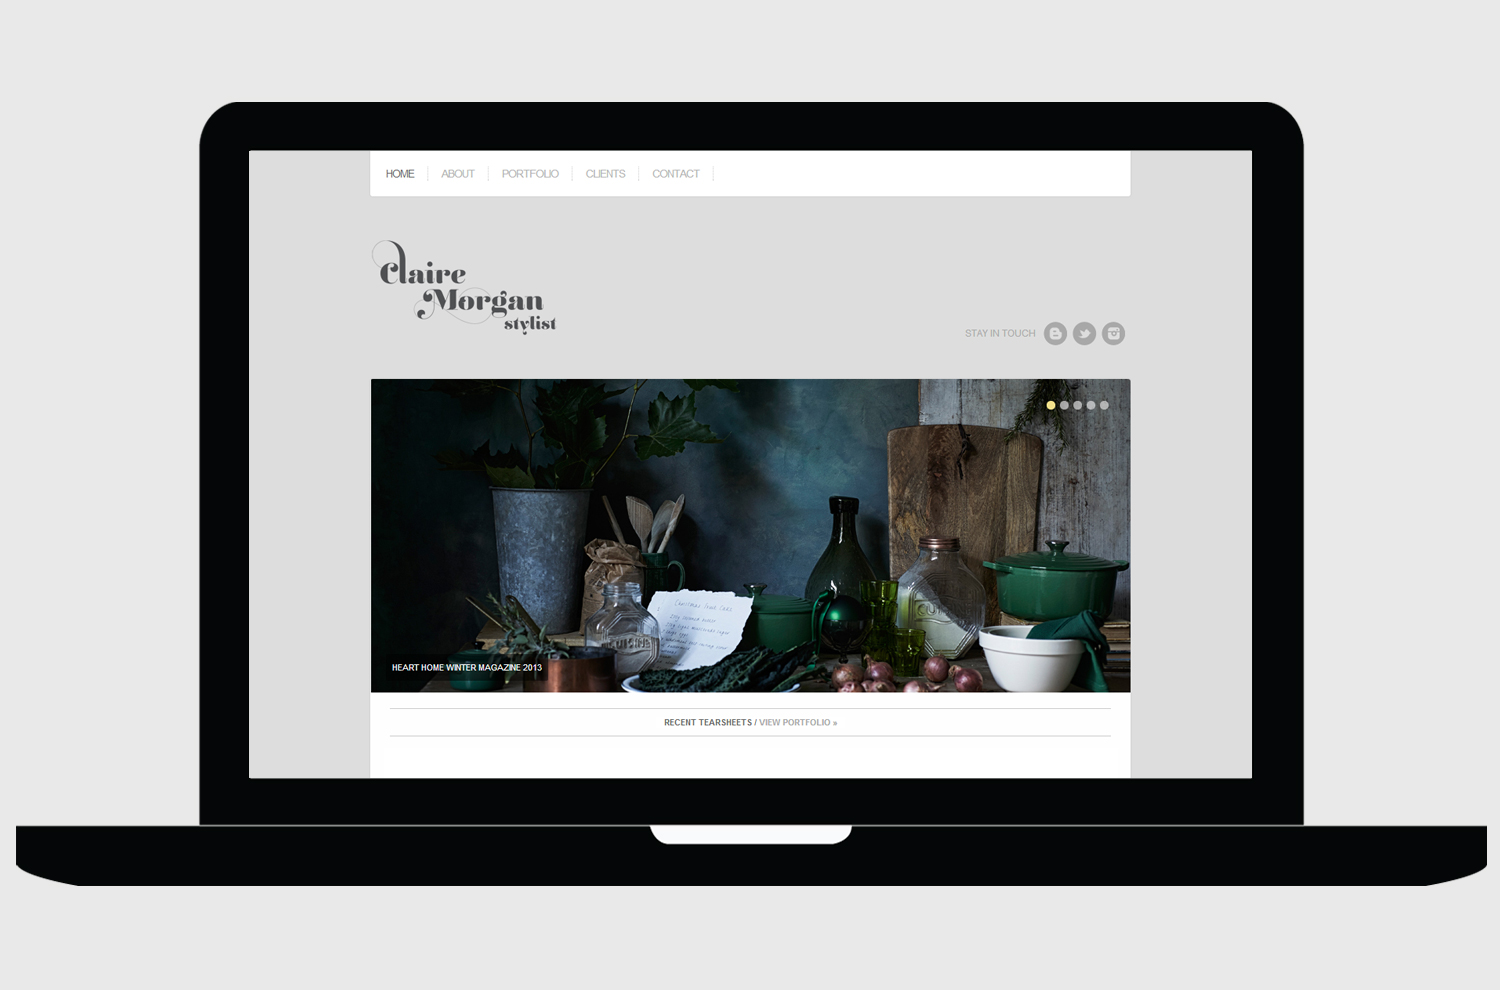 HOME
ABOUT
PORTFOLIO
CLIENTS
CONTACT
Claire
Morgan
stylist
STAY IN TOUCH
HEART HOME WINTER MAGAZINE 2013
RECENT TEARSHEETS / VIEW PORTFOLIO »